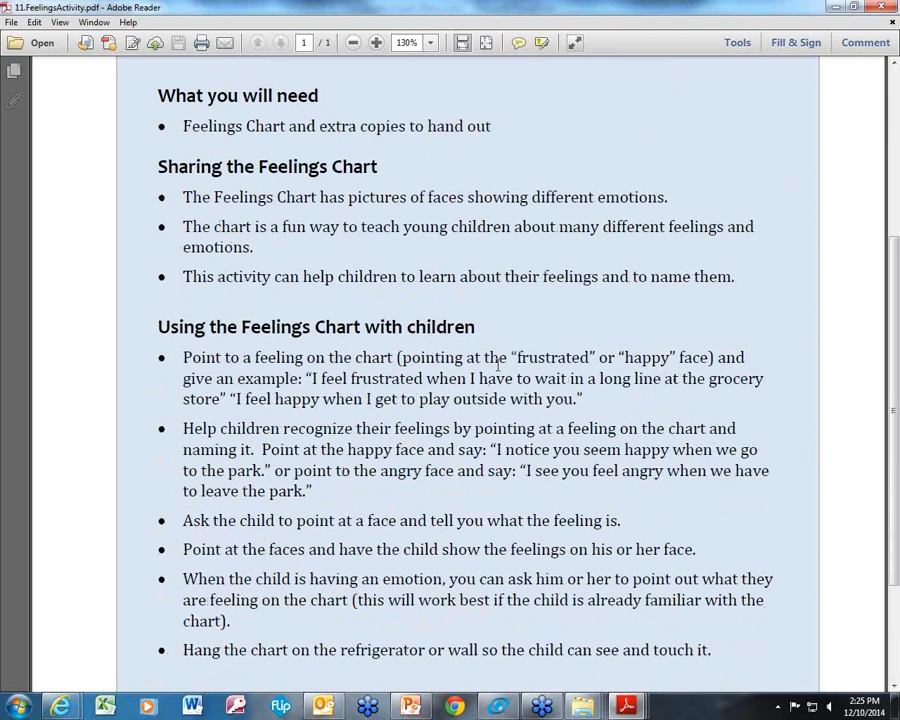 11.FeelingsActivity.pdf - Adobe Reader
File Edit View Window Help
Open 1 / 1 130% Tools Fill & Sign Comment
What you will need
• Feelings Chart and extra copies to hand out
Sharing the Feelings Chart
• The Feelings Chart has pictures of faces showing different emotions.
• The chart is a fun way to teach young children about many different feelings and
emotions.
• This activity can help children to learn about their feelings and to name them.
Using the Feelings Chart with children
• Point to a feeling on the chart (pointing at the “frustrated” or “happy” face) and
give an example: “I feel frustrated when I have to wait in a long line at the grocery
store” “I feel happy when I get to play outside with you.”
• Help children recognize their feelings by pointing at a feeling on the chart and
naming it. Point at the happy face and say: “I notice you seem happy when we go
to the park.” or point to the angry face and say: “I see you feel angry when we have
to leave the park.”
• Ask the child to point at a face and tell you what the feeling is.
• Point at the faces and have the child show the feelings on his or her face.
• When the child is having an emotion, you can ask him or her to point out what they
are feeling on the chart (this will work best if the child is already familiar with the
chart).
• Hang the chart on the refrigerator or wall so the child can see and touch it.
FlUp
2:25 PM
12/10/2014